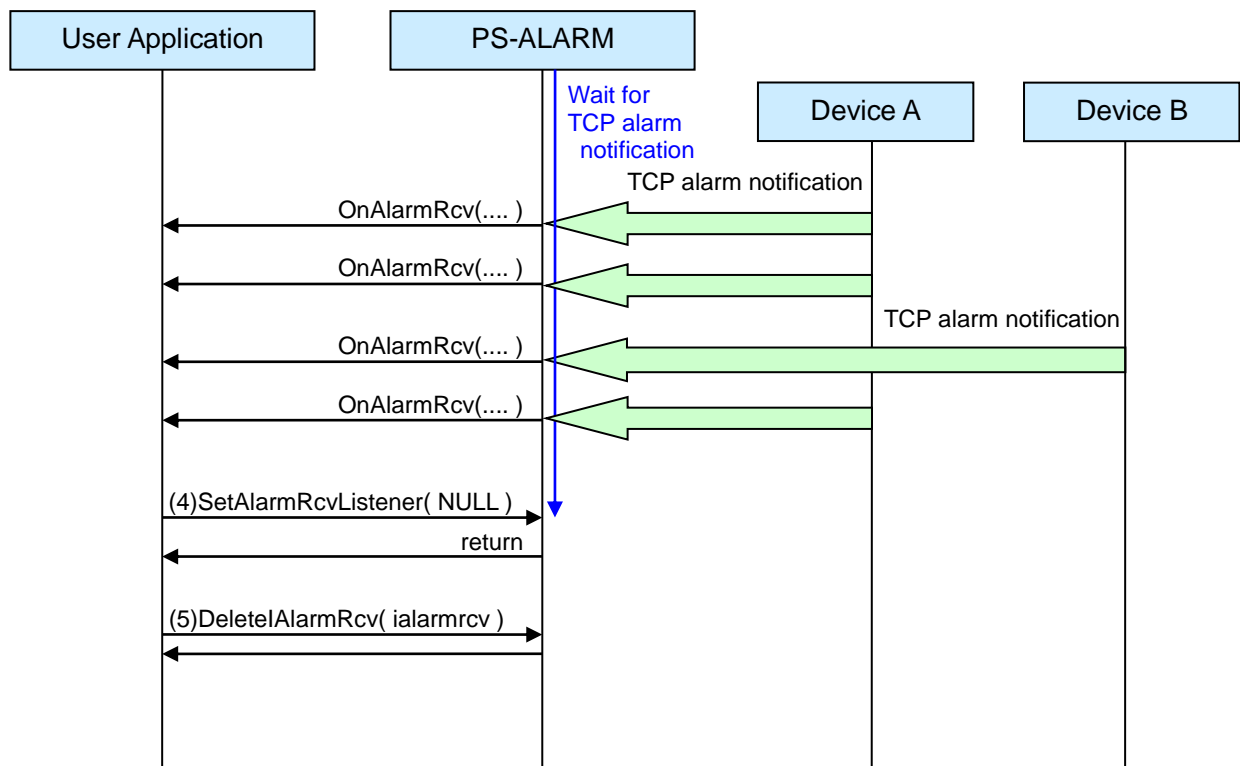 User Application
PS-ALARM
Wait for
TCP alarm
notification
Device A
Device B
TCP alarm notification
OnAlarmRcv(.... )
OnAlarmRcv(.... )
TCP alarm notification
OnAlarmRcv(.... )
OnAlarmRcv(.... )
(4)SetAlarmRcvListener( NULL )
return
(5)DeleteIAlarmRcv( ialarmrcv )